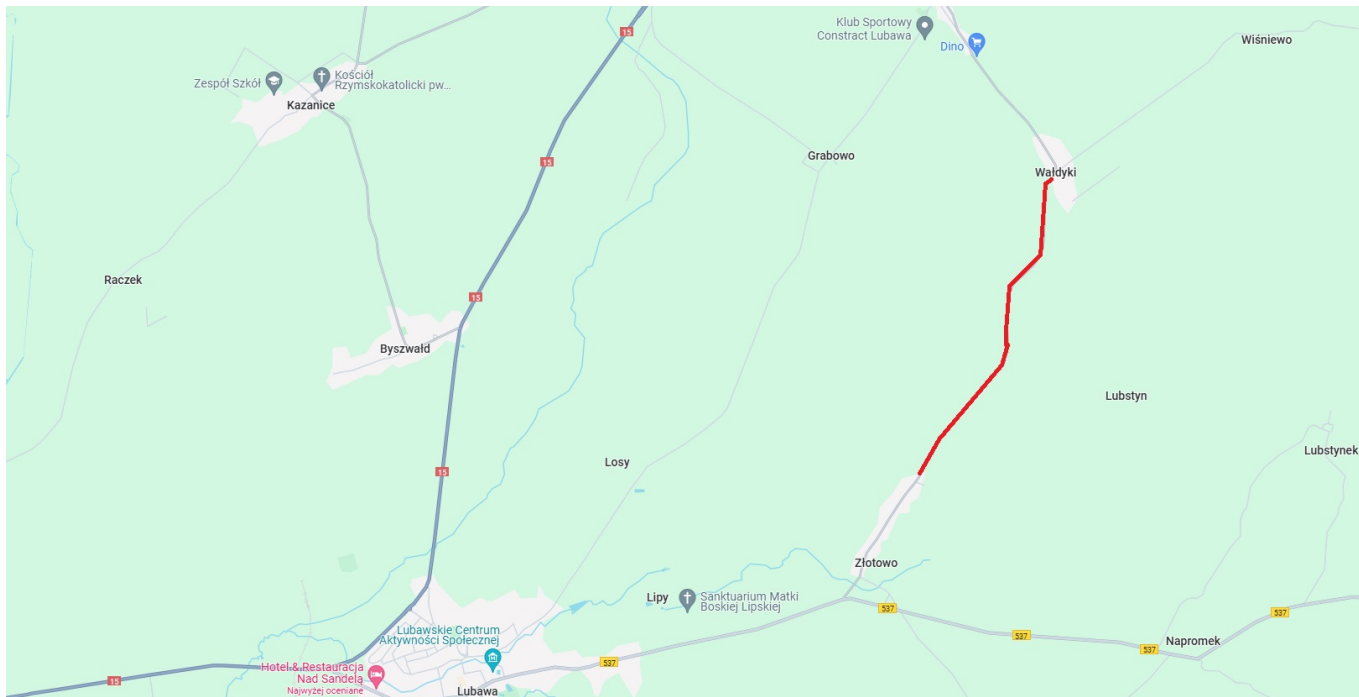 15
Klub Sportowy
Constract Lubawa
Dino
Wiśniewo
Zespół Szkół
Kościół
Rzymskokatolicki pw...
Kazanice
15
Grabowo
Wałdyki
Raczek
15
Byszwałd
Lubstyn
Lubstynek
Losy
15
Złotowo
Lipy
Sanktuarium Matki
Boskiej Lipskiej
537
537
537
537
Napromek
Lubawskie Centrum
Aktywności Społecznej
537
Hotel & Restauracja
Nad Sandelą
Najwyżej oceniane
15
Lubawa